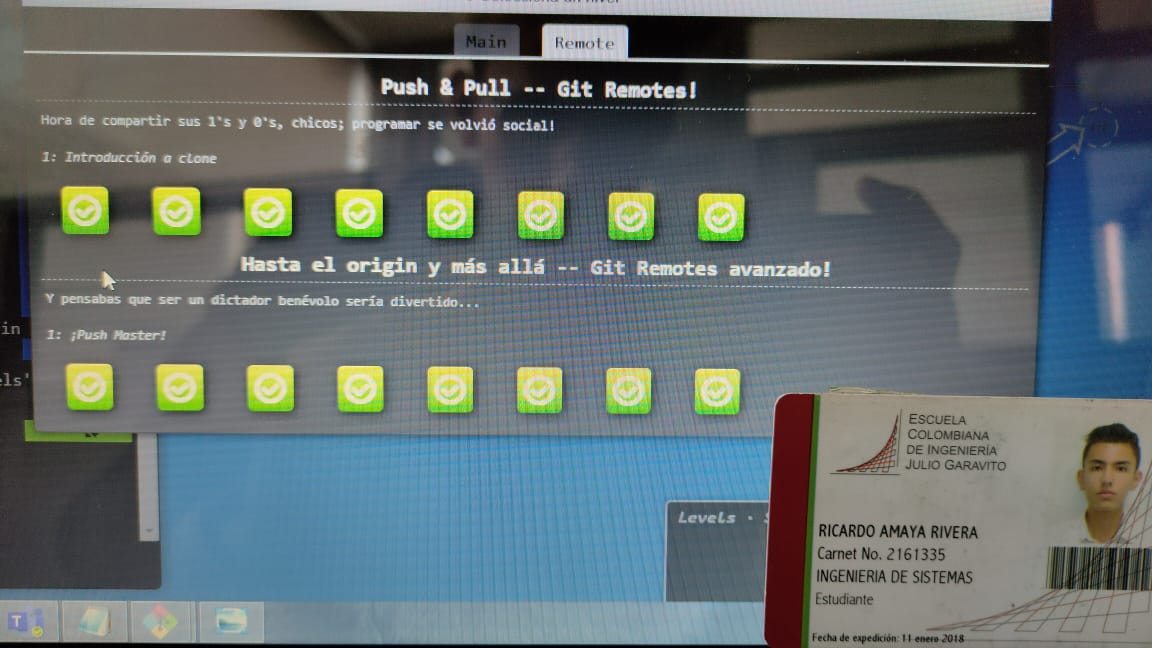 Main
Remote
Push & Pull -- Git Remotes!
Hora de compartir sus 1's y 0's, chicos; programar se volvió social!
1: Introducción a clone
Hasta el origin y más allá -- Git Remotes avanzado!
Y pensabas que ser un dictador benévolo sería divertido...
1: ¡Push Master!
in
els'
Levels ·
ESCUELA
COLOMBIANA
DE INGENIERÍA
JULIO GARAVITO
RICARDO AMAYA RIVERA
Carnet No. 2161335
INGENIERIA DE SISTEMAS
Estudiante
Fecha de expedición: 11 enero 2018
T